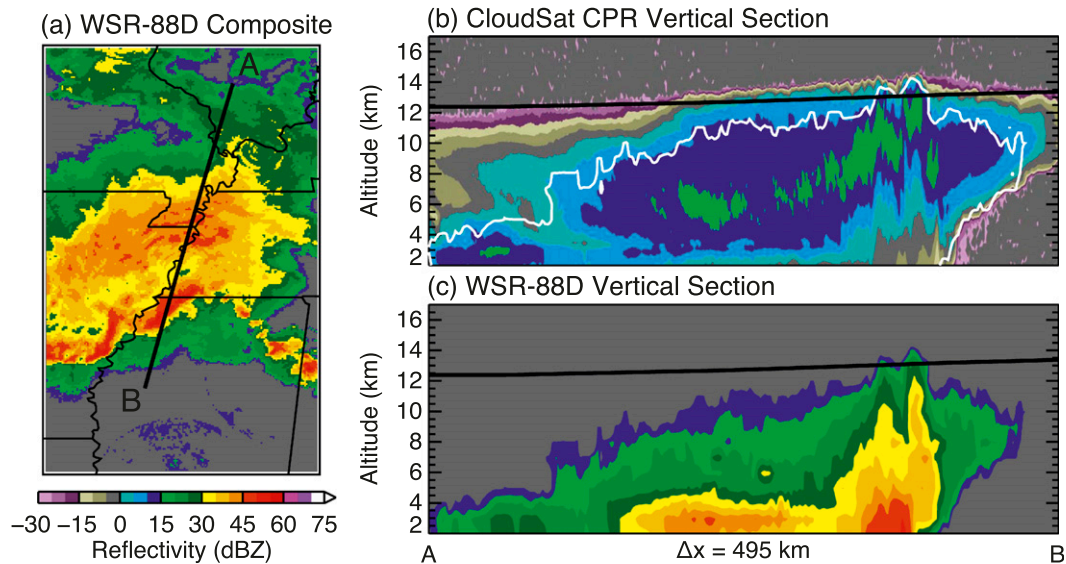 (a) WSR-88D Composite
A
B
−30 −15 0 15 30 45 60 75
Reflectivity (dBZ)
(b) CloudSat CPR Vertical Section
16
14
12
10
8
6
4
2
Altitude (km)
(c) WSR-88D Vertical Section
16
14
12
10
8
6
4
2
Altitude (km)
A Δx = 495 km B